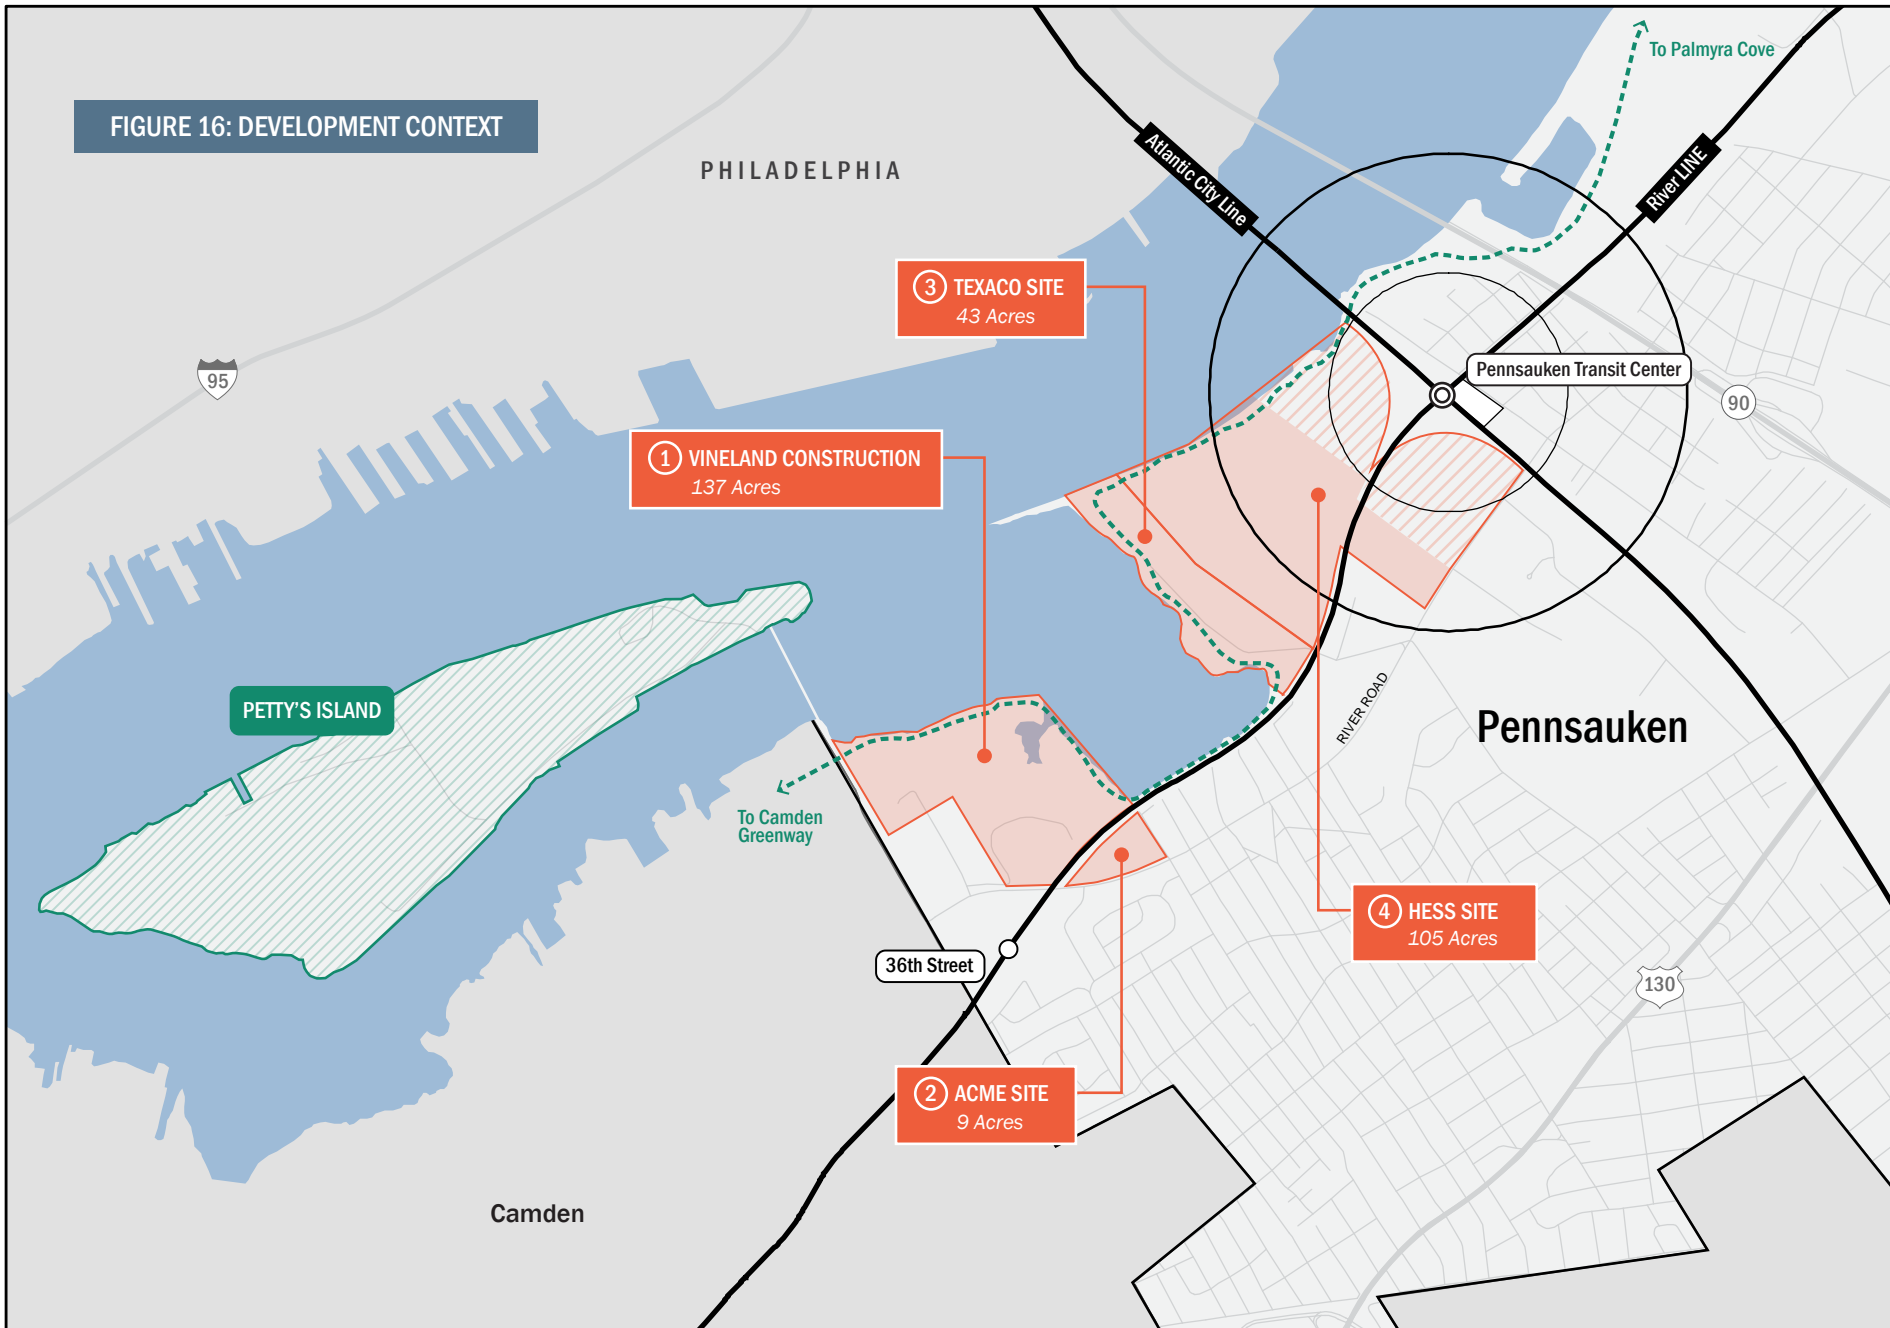 To Palmyra Cove
FIGURE 16: DEVELOPMENT CONTEXT
PHILADELPHIA
Atlantic City Line
River LINE
3 TEXACO SITE
43 Acres
95
Pennsauken Transit Center
90
1 VINELAND CONSTRUCTION
137 Acres
PETTY'S ISLAND
RIVER ROAD
Pennsauken
To Camden
Greenway
4 HESS SITE
105 Acres
36th Street
130
2 ACME SITE
9 Acres
Camden